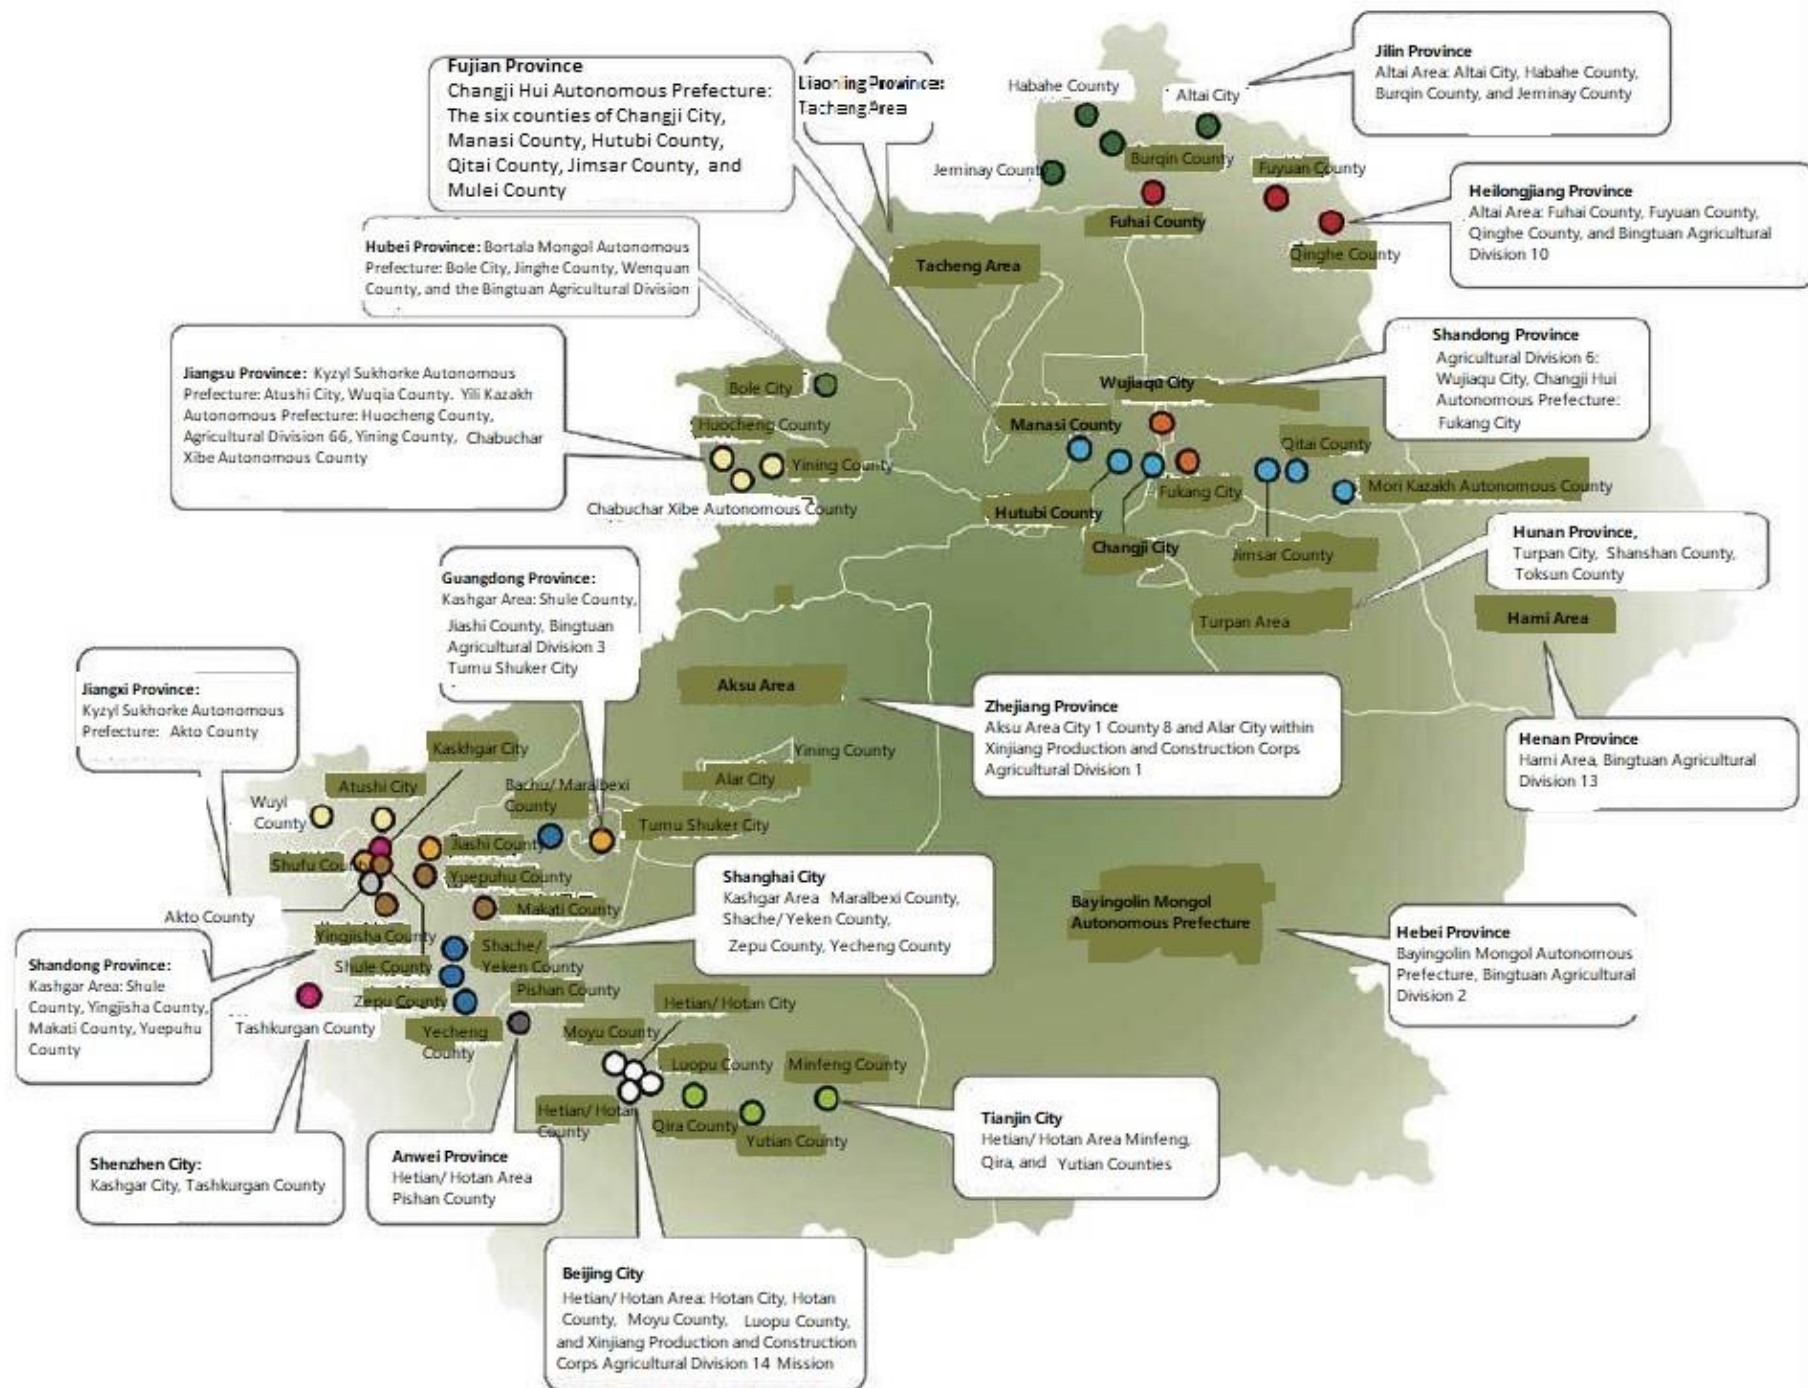 Fujian Province
Changji Hui Autonomous Prefecture:
The six counties of Changji City,
Manasi County, Hutubi County,
Qitai County, Jimsar County, and
Mulei County
Liaoning Province:
Tacheng Area
Habahe County
Altai City
Jilin Province
Altai Area: Altai City, Habahe County,
Burqin County, and Jeminay County
Jeminay County
Burqin County
Fuyuan County
Fuhai County
Qinghe County
Heilongjiang Province
Altai Area: Fuhai County, Fuyuan County,
Qinghe County, and Bingtuan Agricultural
Division 10
Hubei Province: Bortala Mongol Autonomous
Prefecture: Bole City, Jinghe County, Wenquan
County, and the Bingtuan Agricultural Division
Tacheng Area
Jiangsu Province: Kyzyl Sukhorke Autonomous
Prefecture: Atushi City, Wuqia County. Yili Kazakh
Autonomous Prefecture: Huocheng County,
Agricultural Division 66, Yining County, Chabuchar
Xibe Autonomous County
Bole City
Huocheng County
Yining County
Chabuchar Xibe Autonomous County
Wujiaqu City
Manasi County
Qitai County
Fukang City
Mori Kazakh Autonomous County
Hutubi County
Changji City
Jimsar County
Shandong Province
Agricultural Division 6:
Wujiaqu City, Changji Hui
Autonomous Prefecture:
Fukang City
Hunan Province,
Turpan City, Shanshan County,
Toksun County
Turpan Area
Hami Area
Guangdong Province:
Kashgar Area: Shule County,
Jiashi County, Bingtuan
Agricultural Division 3
Tumu Shuker City
Jiangxi Province:
Kyzyl Sukhorke Autonomous
Prefecture: Akto County
Aksu Area
Zhejiang Province
Aksu Area City 1 County 8 and Alar City within
Xinjiang Production and Construction Corps
Agricultural Division 1
Henan Province
Hami Area, Bingtuan Agricultural
Division 13
Kaskhgar City
Atushi City
Wuyi
County
Bachu/ Maralbexi
County
Yining County
Alar City
Tumu Shuker City
Shufu County
Jiashi County
Yuepuhu County
Makati County
Akto County
Yingjisha County
Shache/
Yeken County
Shule County
Zepu County
Pishan County
Yecheng
County
Tashkurgan County
Shanghai City
Kashgar Area Maralbexi County,
Shache/ Yeken County,
Zepu County, Yecheng County
Bayingolin Mongol
Autonomous Prefecture
Hebei Province
Bayingolin Mongol Autonomous
Prefecture, Bingtuan Agricultural
Division 2
Shandong Province:
Kashgar Area: Shule
County, Yingjisha County,
Makati County, Yuepuhu
County
Hetian/ Hotan City
Moyu County
Luopu County
Minfeng County
Hetian/ Hotan
County
Qira County
Yutian County
Tianjin City
Hetian/ Hotan Area Minfeng,
Qira, and Yutian Counties
Shenzhen City:
Kashgar City, Tashkurgan County
Anwei Province
Hetian/ Hotan Area
Pishan County
Beijing City
Hetian/ Hotan Area: Hotan City, Hotan
County, Moyu County, Luopu County,
and Xinjiang Production and Construction
Corps Agricultural Division 14 Mission